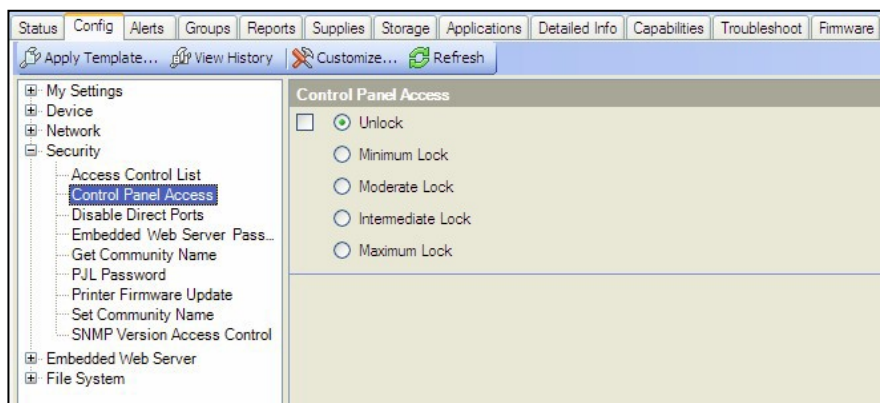 Status Config Alerts Groups Reports Supplies Storage Applications Detailed Info Capabilities Troubleshoot Firmware
Apply Template... View History Customize... Refresh
My Settings
Device
Network
Security
Access Control List
Control Panel Access
Disable Direct Ports
Embedded Web Server Pass...
Get Community Name
PJL Password
Printer Firmware Update
Set Community Name
SNMP Version Access Control
Embedded Web Server
File System
Control Panel Access
Unlock
Minimum Lock
Moderate Lock
Intermediate Lock
Maximum Lock